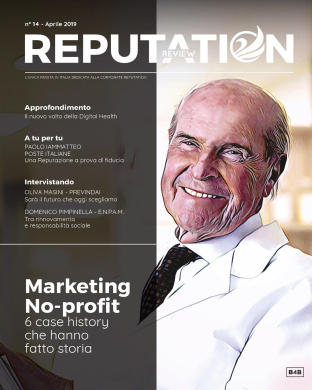 n° 14 - Aprile 2019
REPUTATION
REVIEW
L'UNICA RIVISTA IN ITALIA DEDICATA ALLA CORPORATE REPUTATION
Approfondimento
Il nuovo volto della Digital Health
A tu per tu
PAOLO IAMMATTEO
POSTE ITALIANE
Una Reputazione a prova di fiducia
Intervistando
OLIVA MASINI - PREVINDAI
Sarà il futuro che oggi scegliamo
DOMENICO PIMPINELLA - E.N.P.A.M.
Tra rinnovamento
e responsabilità sociale
Marketing
No-profit
6 case history
che hanno
fatto storia
B4B